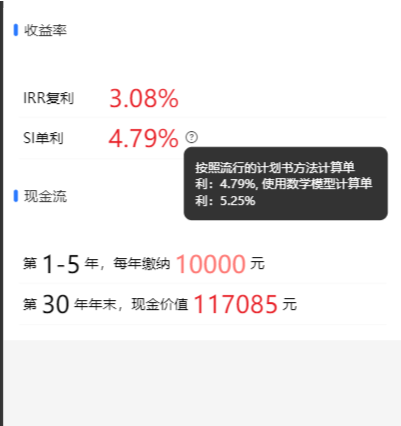 收益率
IRR复利 3.08%
SI单利 4.79% ?
按照流行的计划书方法计算单
利：4.79%, 使用数学模型计算单
利：5.25%
现金流
第 1-5 年，每年缴纳 10000 元
第 30 年年末，现金价值 117085 元